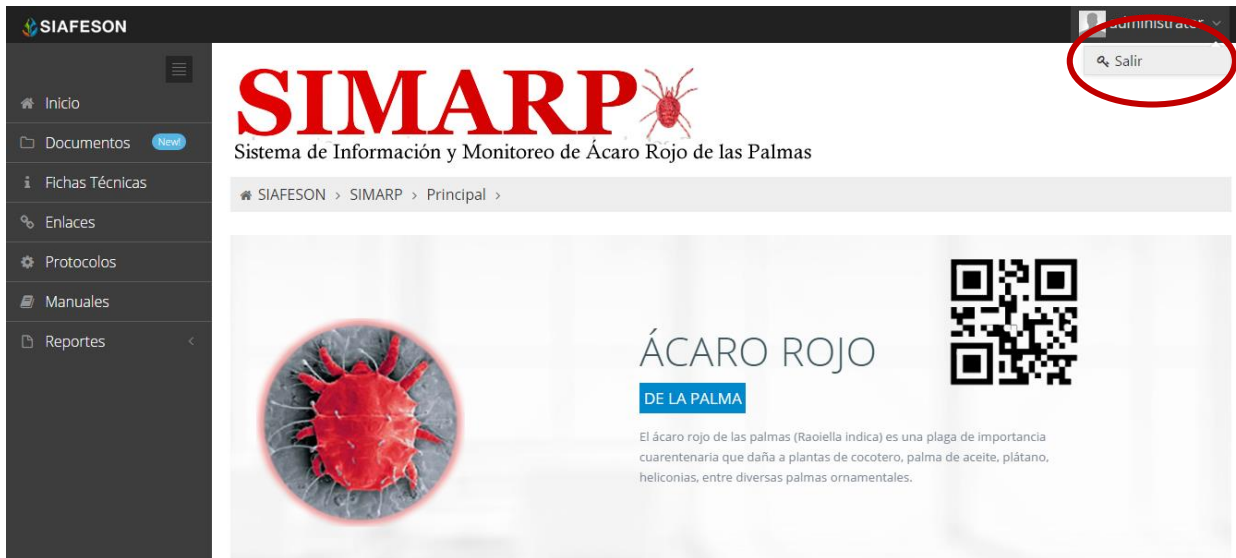 SIAFESON
administrator
Salir
Inicio
Documentos New!
Fichas Técnicas
Enlaces
Protocolos
Manuales
Reportes
SIMARP
Sistema de Información y Monitoreo de Ácaro Rojo de las Palmas
SIAFESON > SIMARP > Principal >
ÁCARO ROJO
DE LA PALMA
El ácaro rojo de las palmas (Raoiella indica) es una plaga de importancia
cuarentenaria que daña a plantas de cocotero, palma de aceite, plátano,
heliconias, entre diversas palmas ornamentales.